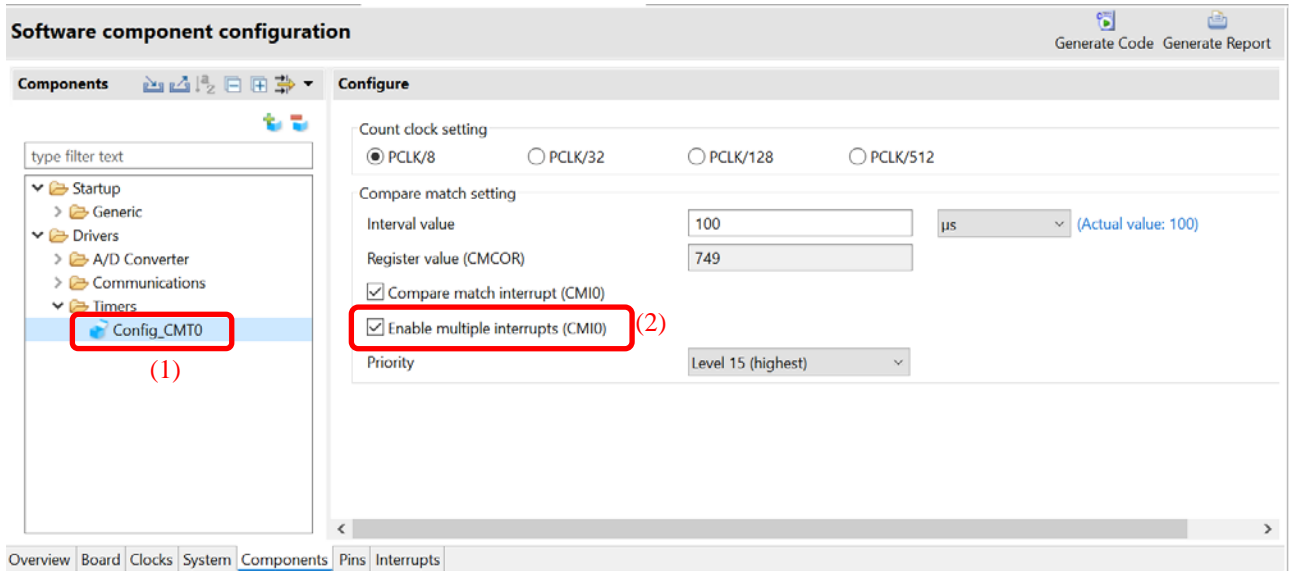 Software component configuration
Generate Code Generate Report
Components
Configure
type filter text
Startup
Generic
Drivers
A/D Converter
Communications
Timers
Config_CMT0
(1)
Count clock setting
PCLK/8 PCLK/32 PCLK/128 PCLK/512
Compare match setting
Interval value 100 µs (Actual value: 100)
Register value (CMCOR) 749
Compare match interrupt (CMI0)
Enable multiple interrupts (CMI0) (2)
Priority Level 15 (highest)
Overview Board Clocks System Components Pins Interrupts